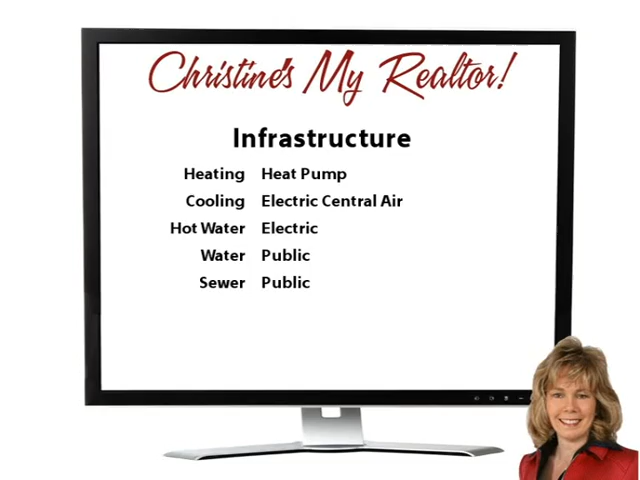 Christine's My Realtor!
Infrastructure
Heating Heat Pump
Cooling Electric Central Air
Hot Water Electric
Water Public
Sewer Public